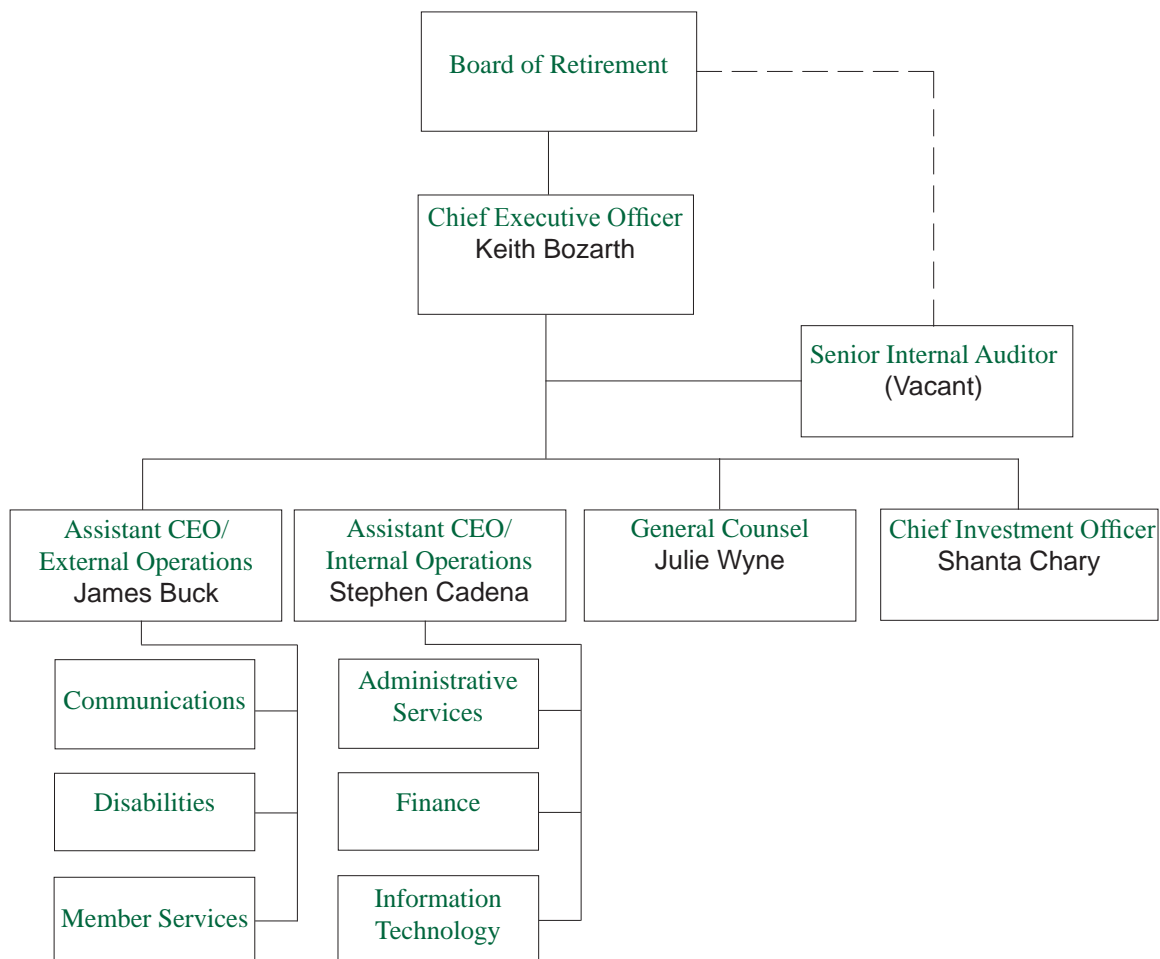 Board of Retirement
Chief Executive Officer
Keith Bozarth
Senior Internal Auditor
(Vacant)
Assistant CEO/
External Operations
James Buck
Assistant CEO/
Internal Operations
Stephen Cadena
General Counsel
Julie Wyne
Chief Investment Officer
Shanta Chary
Communications
Disabilities
Member Services
Administrative
Services
Finance
Information
Technology